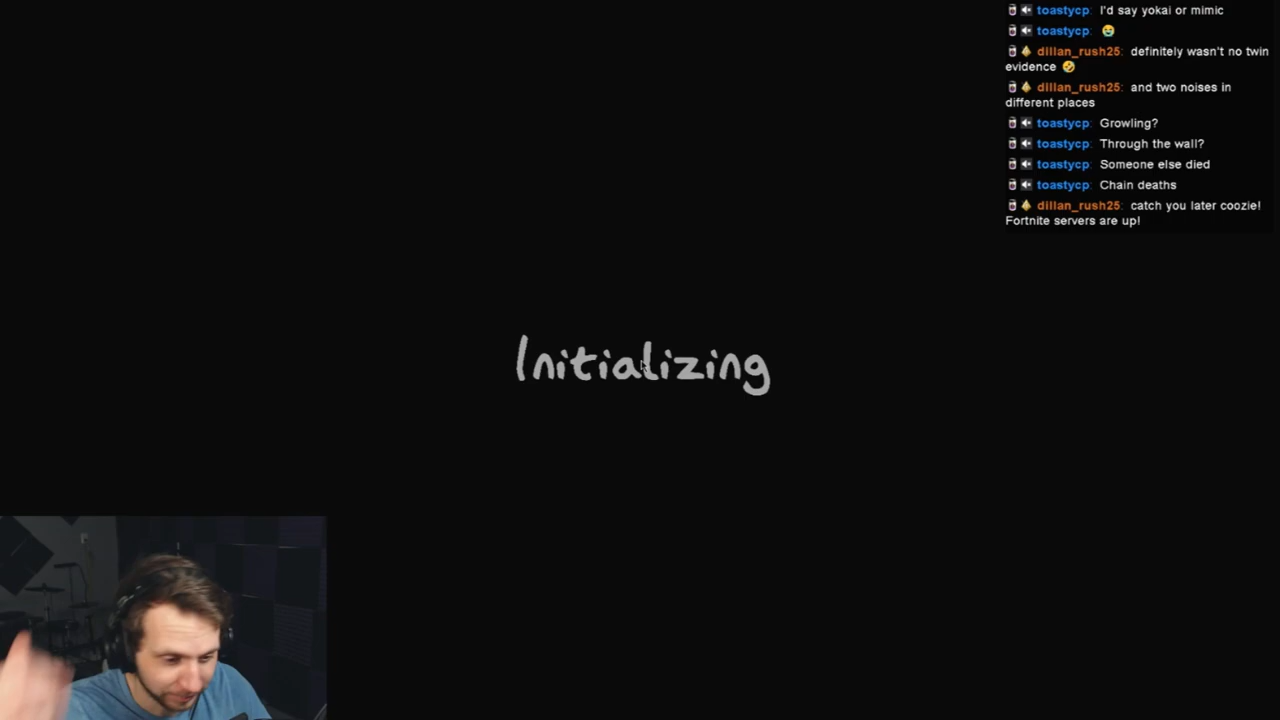 toastycp: I'd say yokai or mimic
toastycp: 😭
dillan_rush25: definitely wasn't no twin
evidence 🤣
dillan_rush25: and two noises in
different places
toastycp: Growling?
toastycp: Through the wall?
toastycp: Someone else died
toastycp: Chain deaths
dillan_rush25: catch you later coozie!
Fortnite servers are up!
Initializing